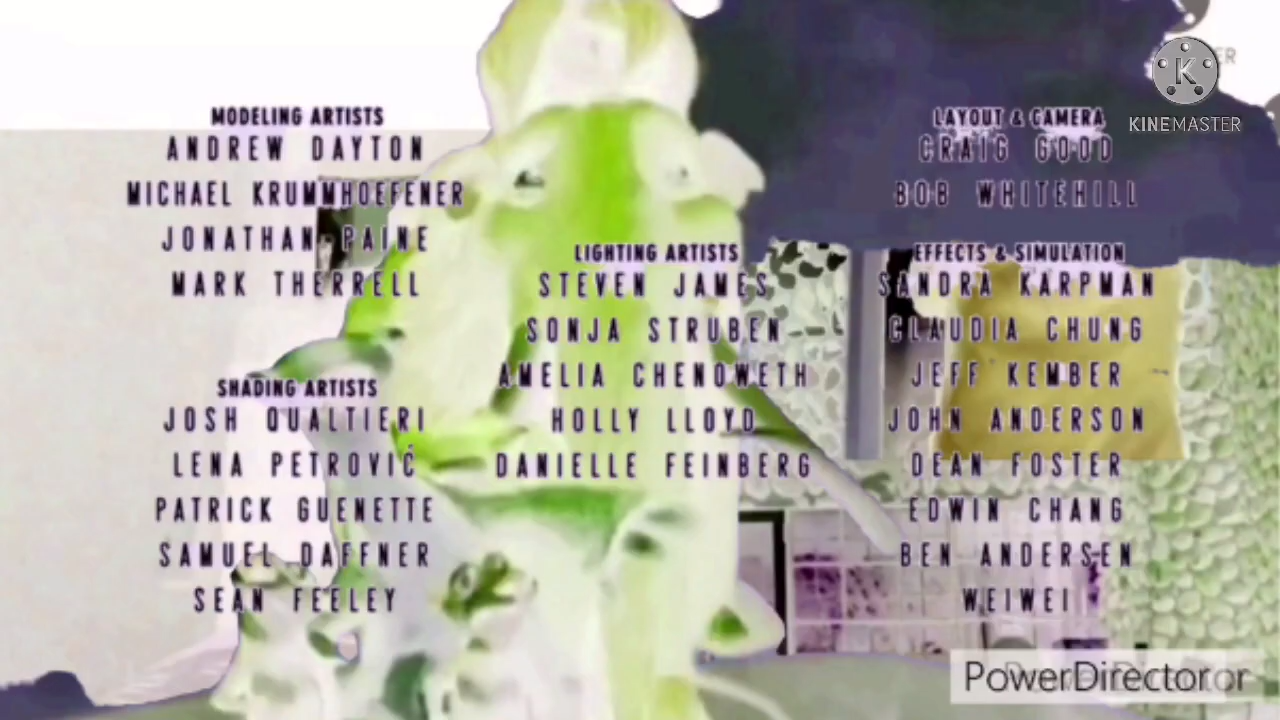 MODELING ARTISTS
ANDREW DAYTON
MICHAEL KRUMMHOEFENER
JONATHAN PAINE
MARK THERRELL
SHADING ARTISTS
JOSH QUALTIERI
LENA PETROVIĆ
PATRICK GUENETTE
SAMUEL DAFFNER
SEAN FEELEY
LIGHTING ARTISTS
STEVEN JAMES
SONJA STRUBEN
AMELIA CHENOWETH
HOLLY LLOYD
DANIELLE FEINBERG
LAYOUT & CAMERA
CRAIG GOOD
BOB WHITEHILL
EFFECTS & SIMULATION
SANDRA KARPMAN
CLAUDIA CHUNG
JEFF KEMBER
JOHN ANDERSON
DEAN FOSTER
EDWIN CHANG
BEN ANDERSEN
WEIWEI
K
KINEMASTER
PowerDirector